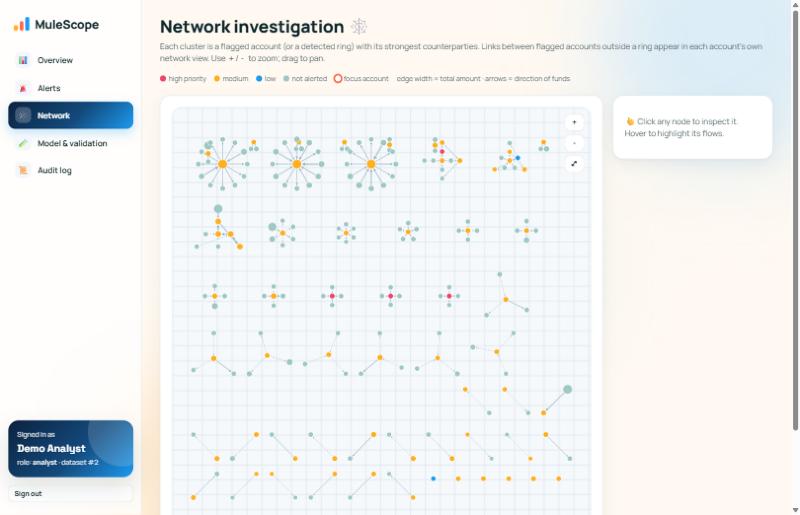 MuleScope
Overview
Alerts
Network
Model & validation
Audit log
Signed in as
Demo Analyst
role: analyst · dataset #2
Sign out
Network investigation
Each cluster is a flagged account (or a detected ring) with its strongest counterparties. Links between flagged accounts outside a ring appear in each account's own
network view. Use + / - to zoom; drag to pan.
high priority medium low not alerted focus account edge width = total amount · arrows = direction of funds
+
-
Click any node to inspect it.
Hover to highlight its flows.